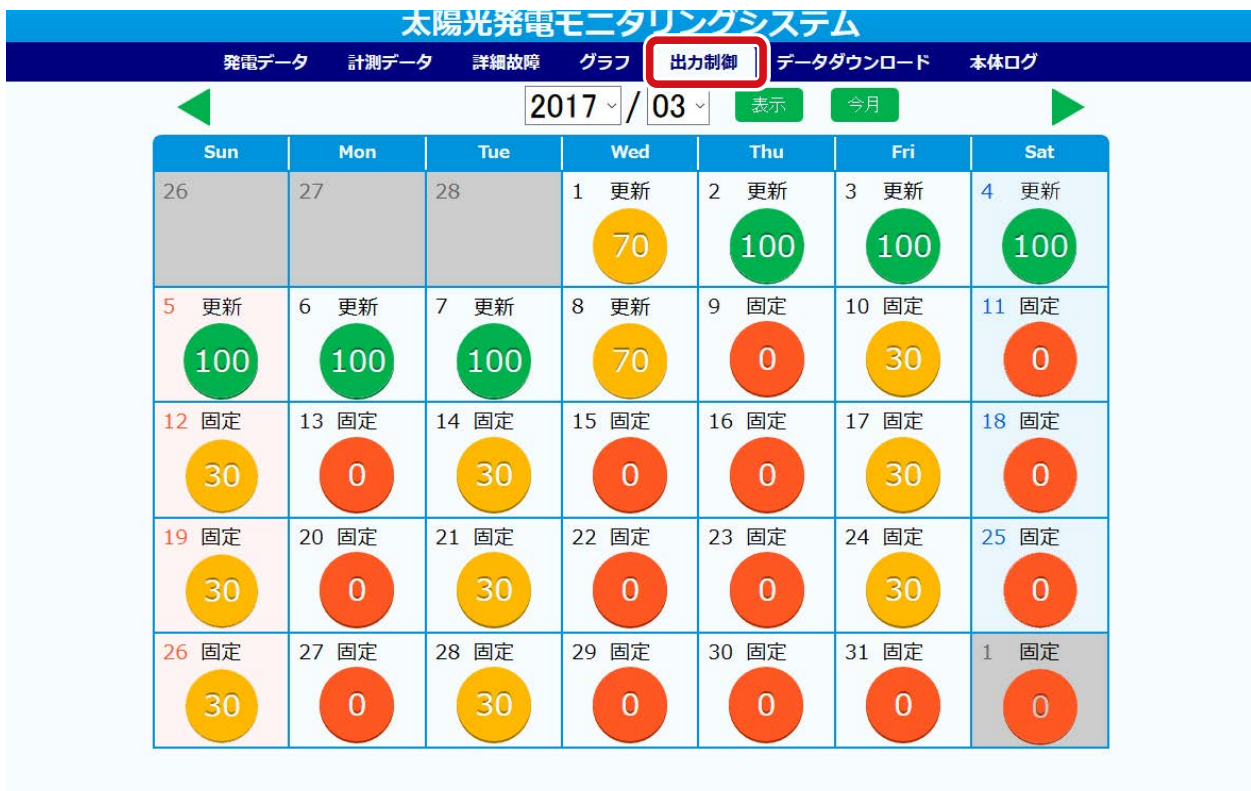 太陽光発電モニタリングシステム
発電データ 計測データ 詳細故障 グラフ 出力制御 データダウンロード 本体ログ
2017 / 03 表示 今月
Sun Mon Tue Wed Thu Fri Sat
26 27 28 1 更新 2 更新 3 更新 4 更新
70 100 100 100
5 更新 6 更新 7 更新 8 更新 9 固定 10 固定 11 固定
100 100 100 70 0 30 0
12 固定 13 固定 14 固定 15 固定 16 固定 17 固定 18 固定
30 0 30 0 0 30 0
19 固定 20 固定 21 固定 22 固定 23 固定 24 固定 25 固定
30 0 30 0 0 30 0
26 固定 27 固定 28 固定 29 固定 30 固定 31 固定 1 固定
30 0 30 0 0 0 0